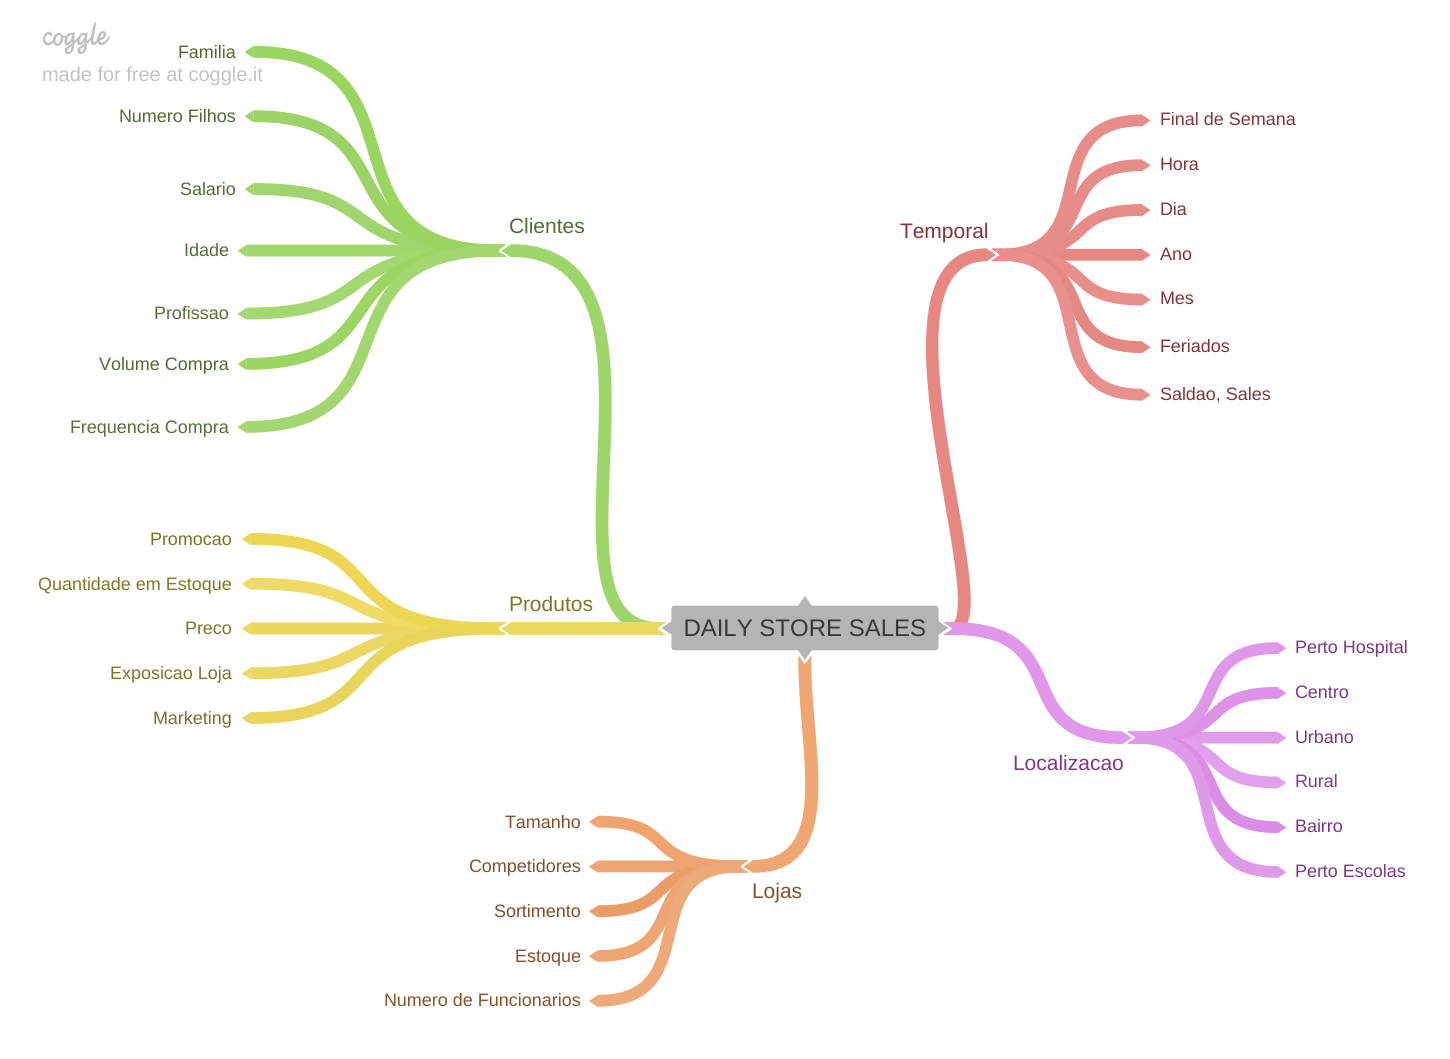 coggle
made for free at coggle.it
Familia
Numero Filhos
Salario
Idade
Profissao
Volume Compra
Frequencia Compra
Clientes
Promocao
Quantidade em Estoque
Preco
Exposicao Loja
Marketing
Produtos
DAILY STORE SALES
Temporal
Final de Semana
Hora
Dia
Ano
Mes
Feriados
Saldao, Sales
Localizacao
Perto Hospital
Centro
Urbano
Rural
Bairro
Perto Escolas
Lojas
Tamanho
Competidores
Sortimento
Estoque
Numero de Funcionarios